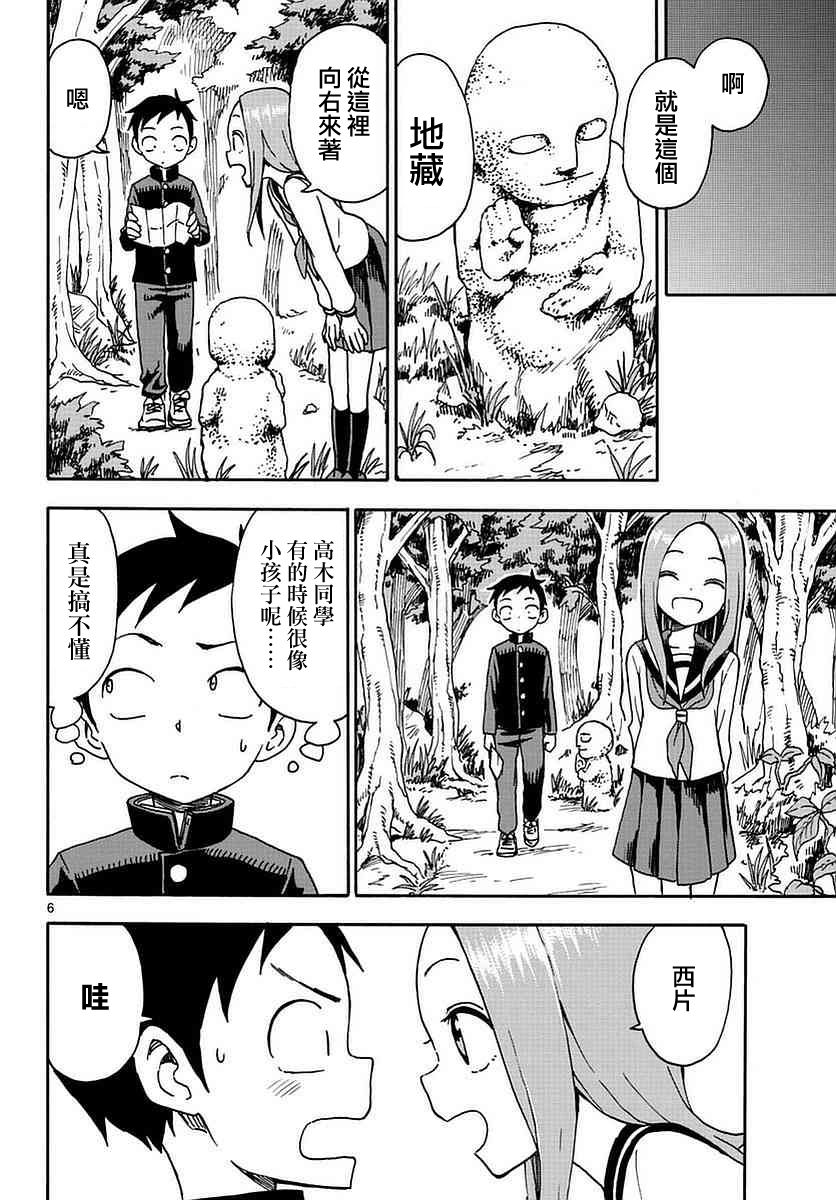 啊
就是這個
地藏
從這裡
向右來著
嗯
高木同學
有的時候很像
小孩子呢……
真是搞不懂
6
西片
哇